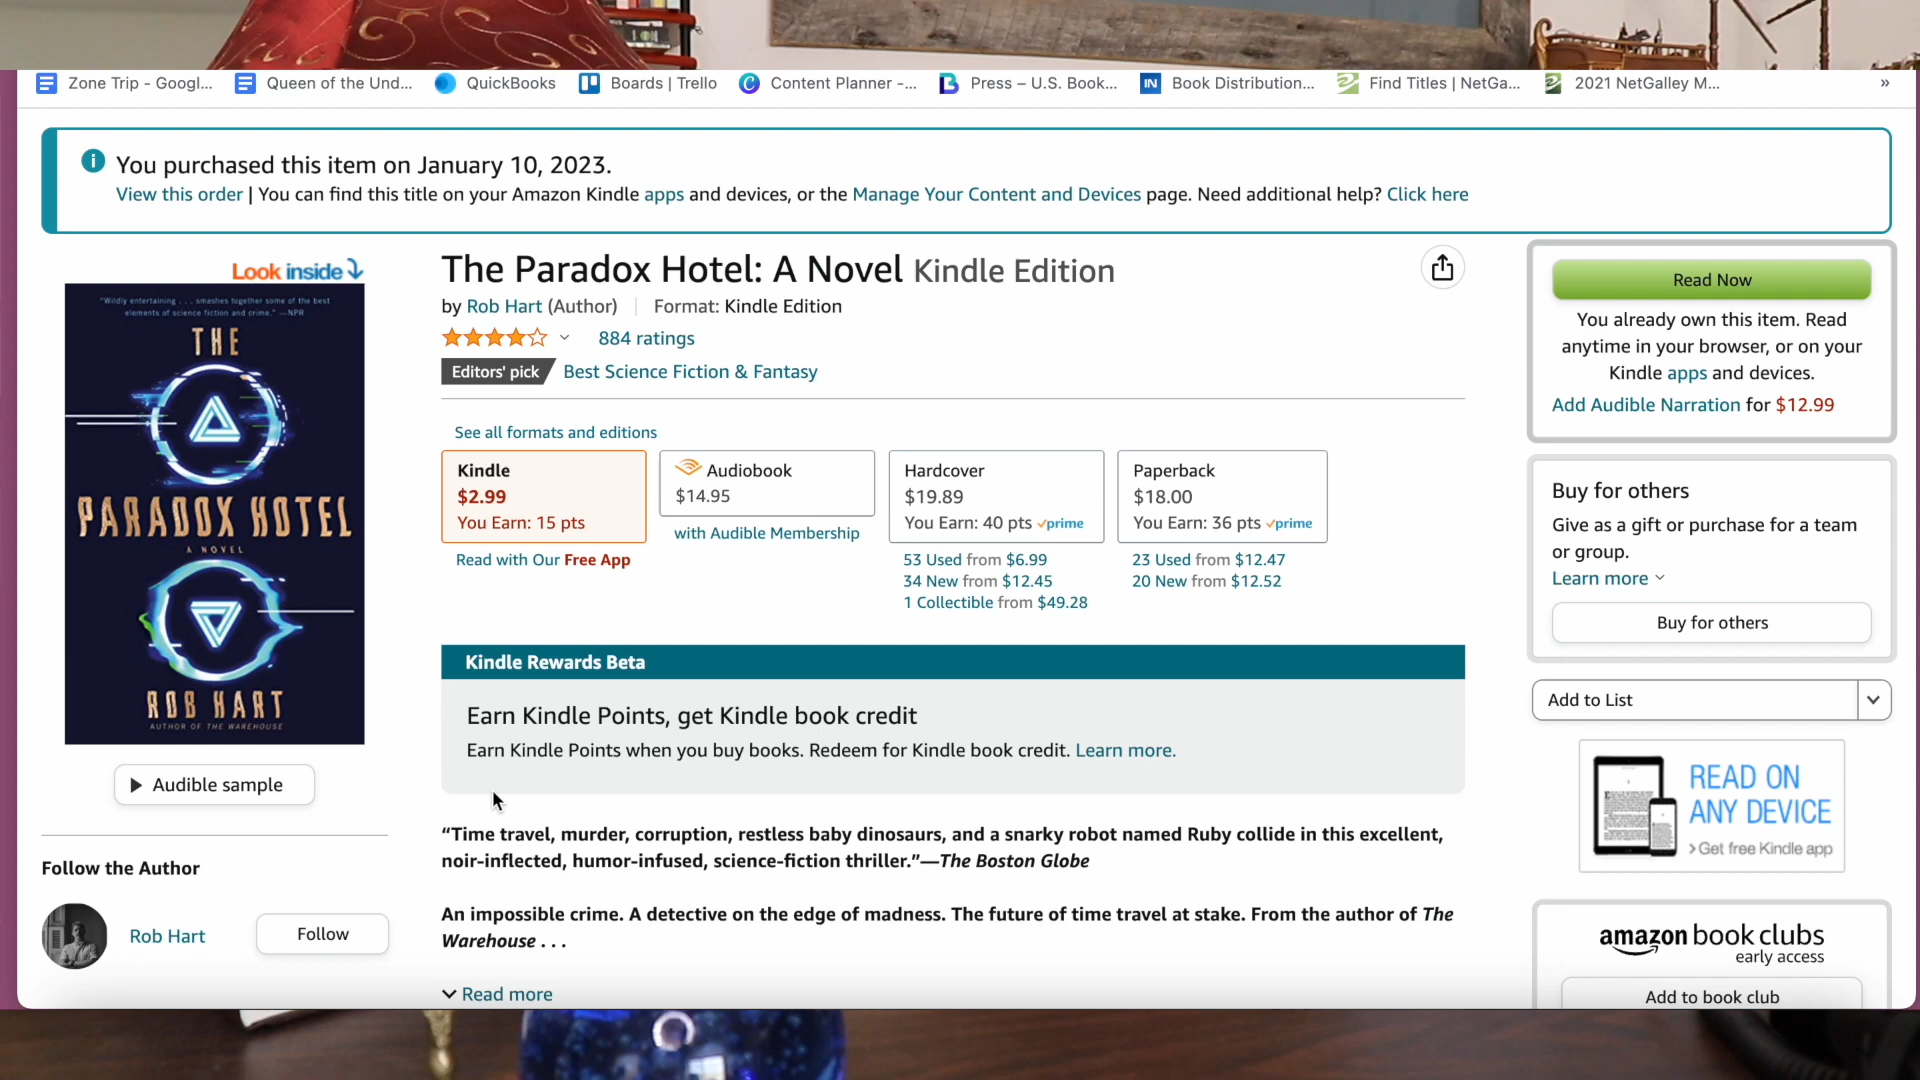 Zone Trip - Googl...
Queen of the Und...
QuickBooks
Boards | Trello
Content Planner -...
Press – U.S. Book...
IN
Book Distribution...
Find Titles | NetGa...
2021 NetGalley M...
»
You purchased this item on January 10, 2023.
View this order | You can find this title on your Amazon Kindle apps and devices, or the Manage Your Content and Devices page. Need additional help? Click here
Look inside
"Wildly entertaining . . . smashes together some of the best
elements of science fiction and crime." —NPR
THE
PARADOX HOTEL
A NOVEL
ROB HART
AUTHOR OF THE WAREHOUSE
Audible sample
Follow the Author
Rob Hart
Follow
The Paradox Hotel: A Novel Kindle Edition
by Rob Hart (Author) | Format: Kindle Edition
884 ratings
Editors' pick Best Science Fiction & Fantasy
See all formats and editions
Kindle
$2.99
You Earn: 15 pts
Read with Our Free App
Audiobook
$14.95
with Audible Membership
Hardcover
$19.89
You Earn: 40 pts prime
53 Used from $6.99
34 New from $12.45
1 Collectible from $49.28
Paperback
$18.00
You Earn: 36 pts prime
23 Used from $12.47
20 New from $12.52
Kindle Rewards Beta
Earn Kindle Points, get Kindle book credit
Earn Kindle Points when you buy books. Redeem for Kindle book credit. Learn more.
“Time travel, murder, corruption, restless baby dinosaurs, and a snarky robot named Ruby collide in this excellent,
noir-inflected, humor-infused, science-fiction thriller.”—The Boston Globe
An impossible crime. A detective on the edge of madness. The future of time travel at stake. From the author of The
Warehouse . . .
Read more
Read Now
You already own this item. Read
anytime in your browser, or on your
Kindle apps and devices.
Add Audible Narration for $12.99
Buy for others
Give as a gift or purchase for a team
or group.
Learn more
Buy for others
Add to List
READ ON
ANY DEVICE
>Get free Kindle app
amazon book clubs
early access
Add to book club